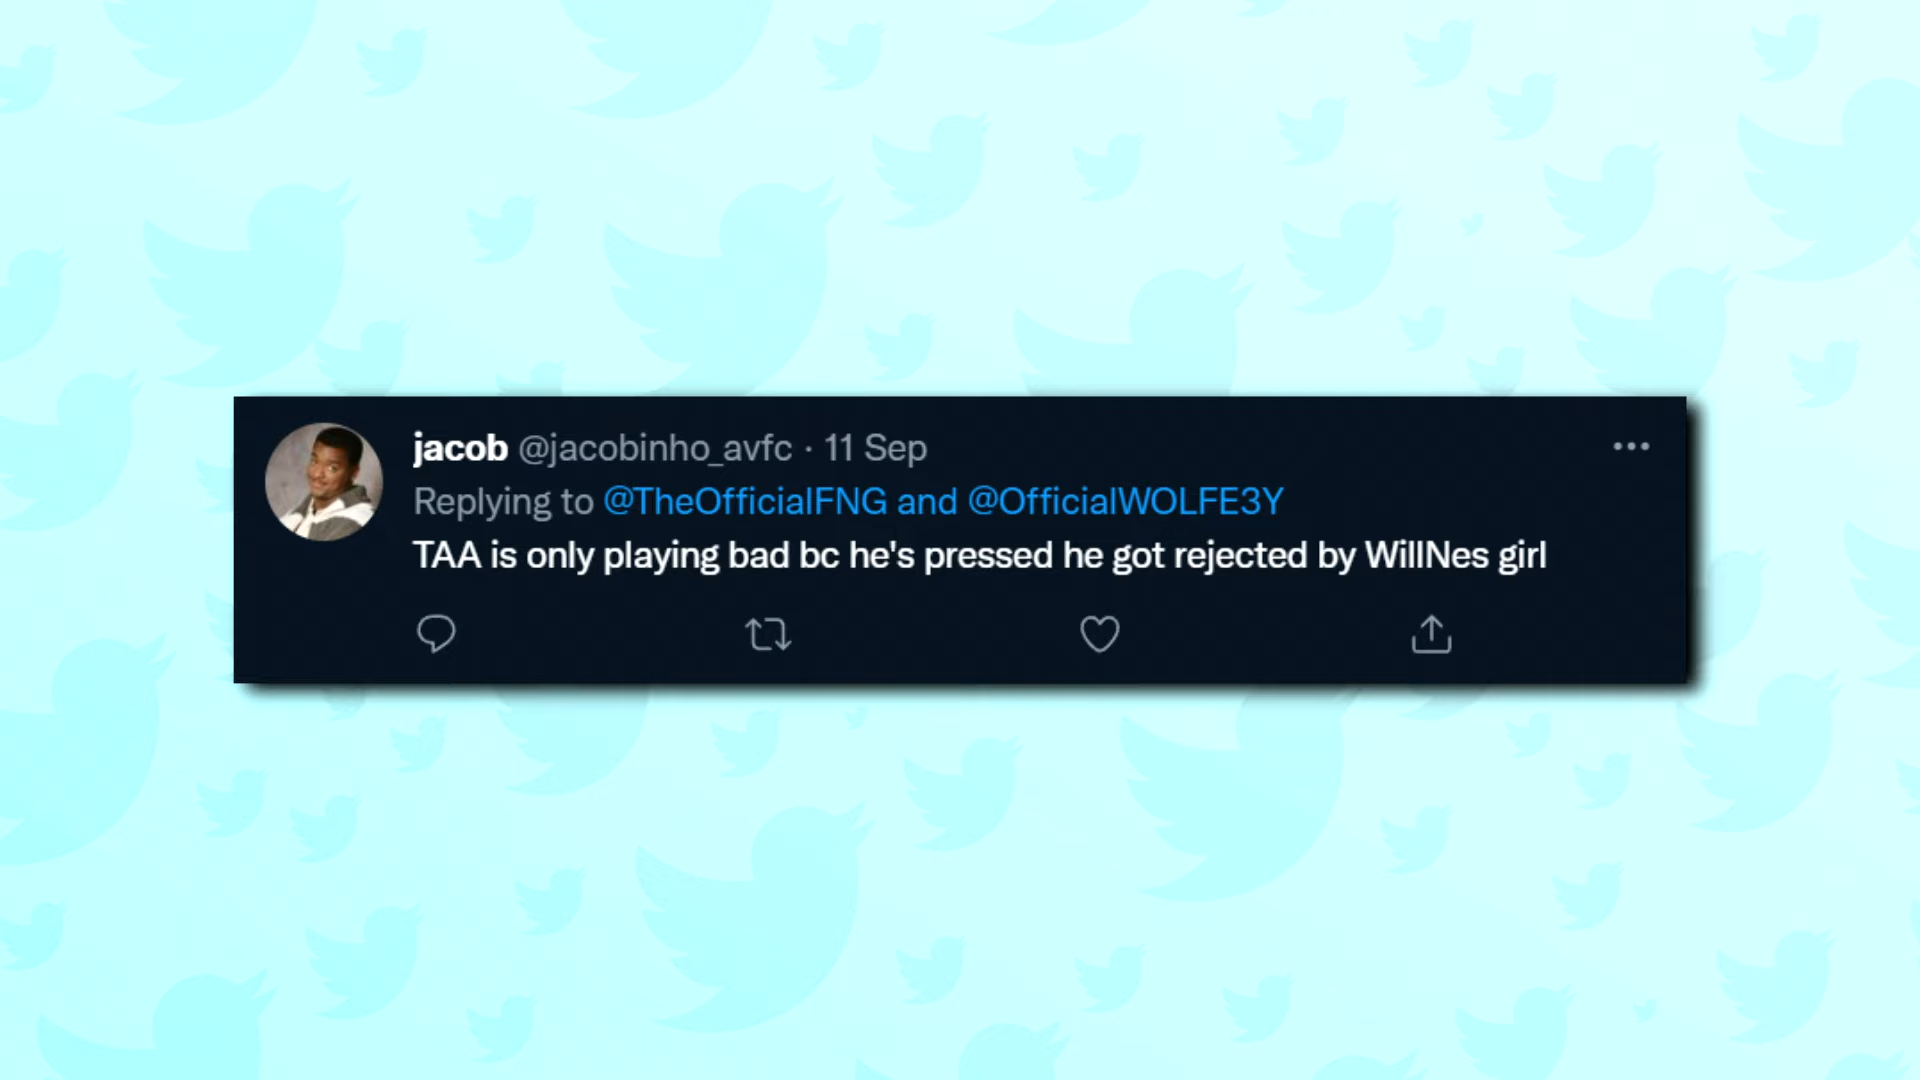 jacob @jacobinho_avfc · 11 Sep
Replying to @TheOfficialFNG and @OfficialWOLFE3Y
TAA is only playing bad bc he's pressed he got rejected by WillNes girl